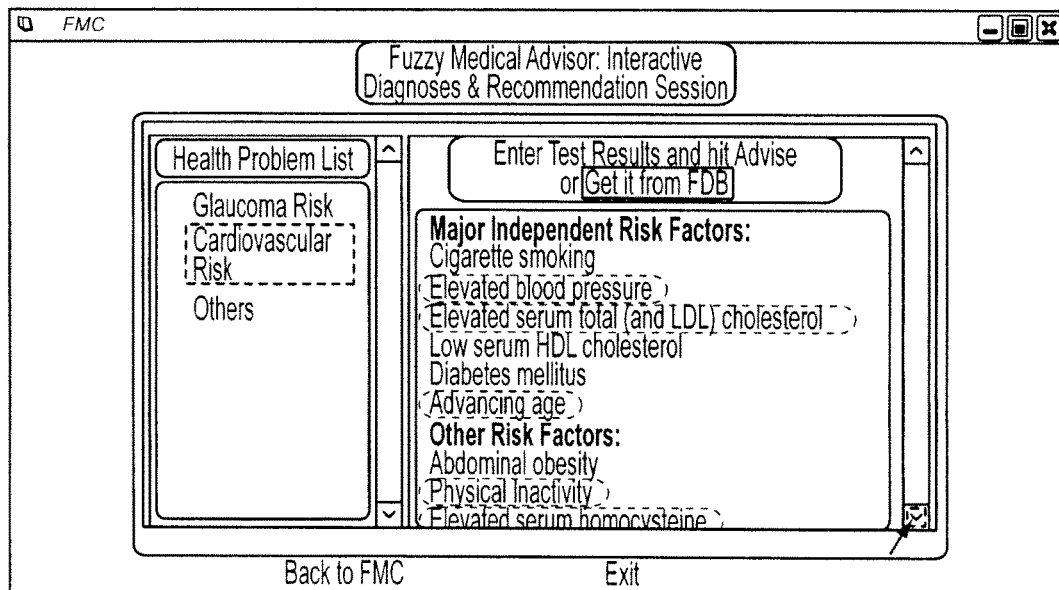 FMC
Fuzzy Medical Advisor: Interactive
Diagnoses & Recommendation Session
Health Problem List
Glaucoma Risk
Cardiovascular
Risk
Others
Enter Test Results and hit Advise
or Get it from FDB
Major Independent Risk Factors:
Cigarette smoking
Elevated blood pressure
Elevated serum total (and LDL) cholesterol
Low serum HDL cholesterol
Diabetes mellitus
Advancing age
Other Risk Factors:
Abdominal obesity
Physical Inactivity
Elevated serum homocysteine
Back to FMC
Exit